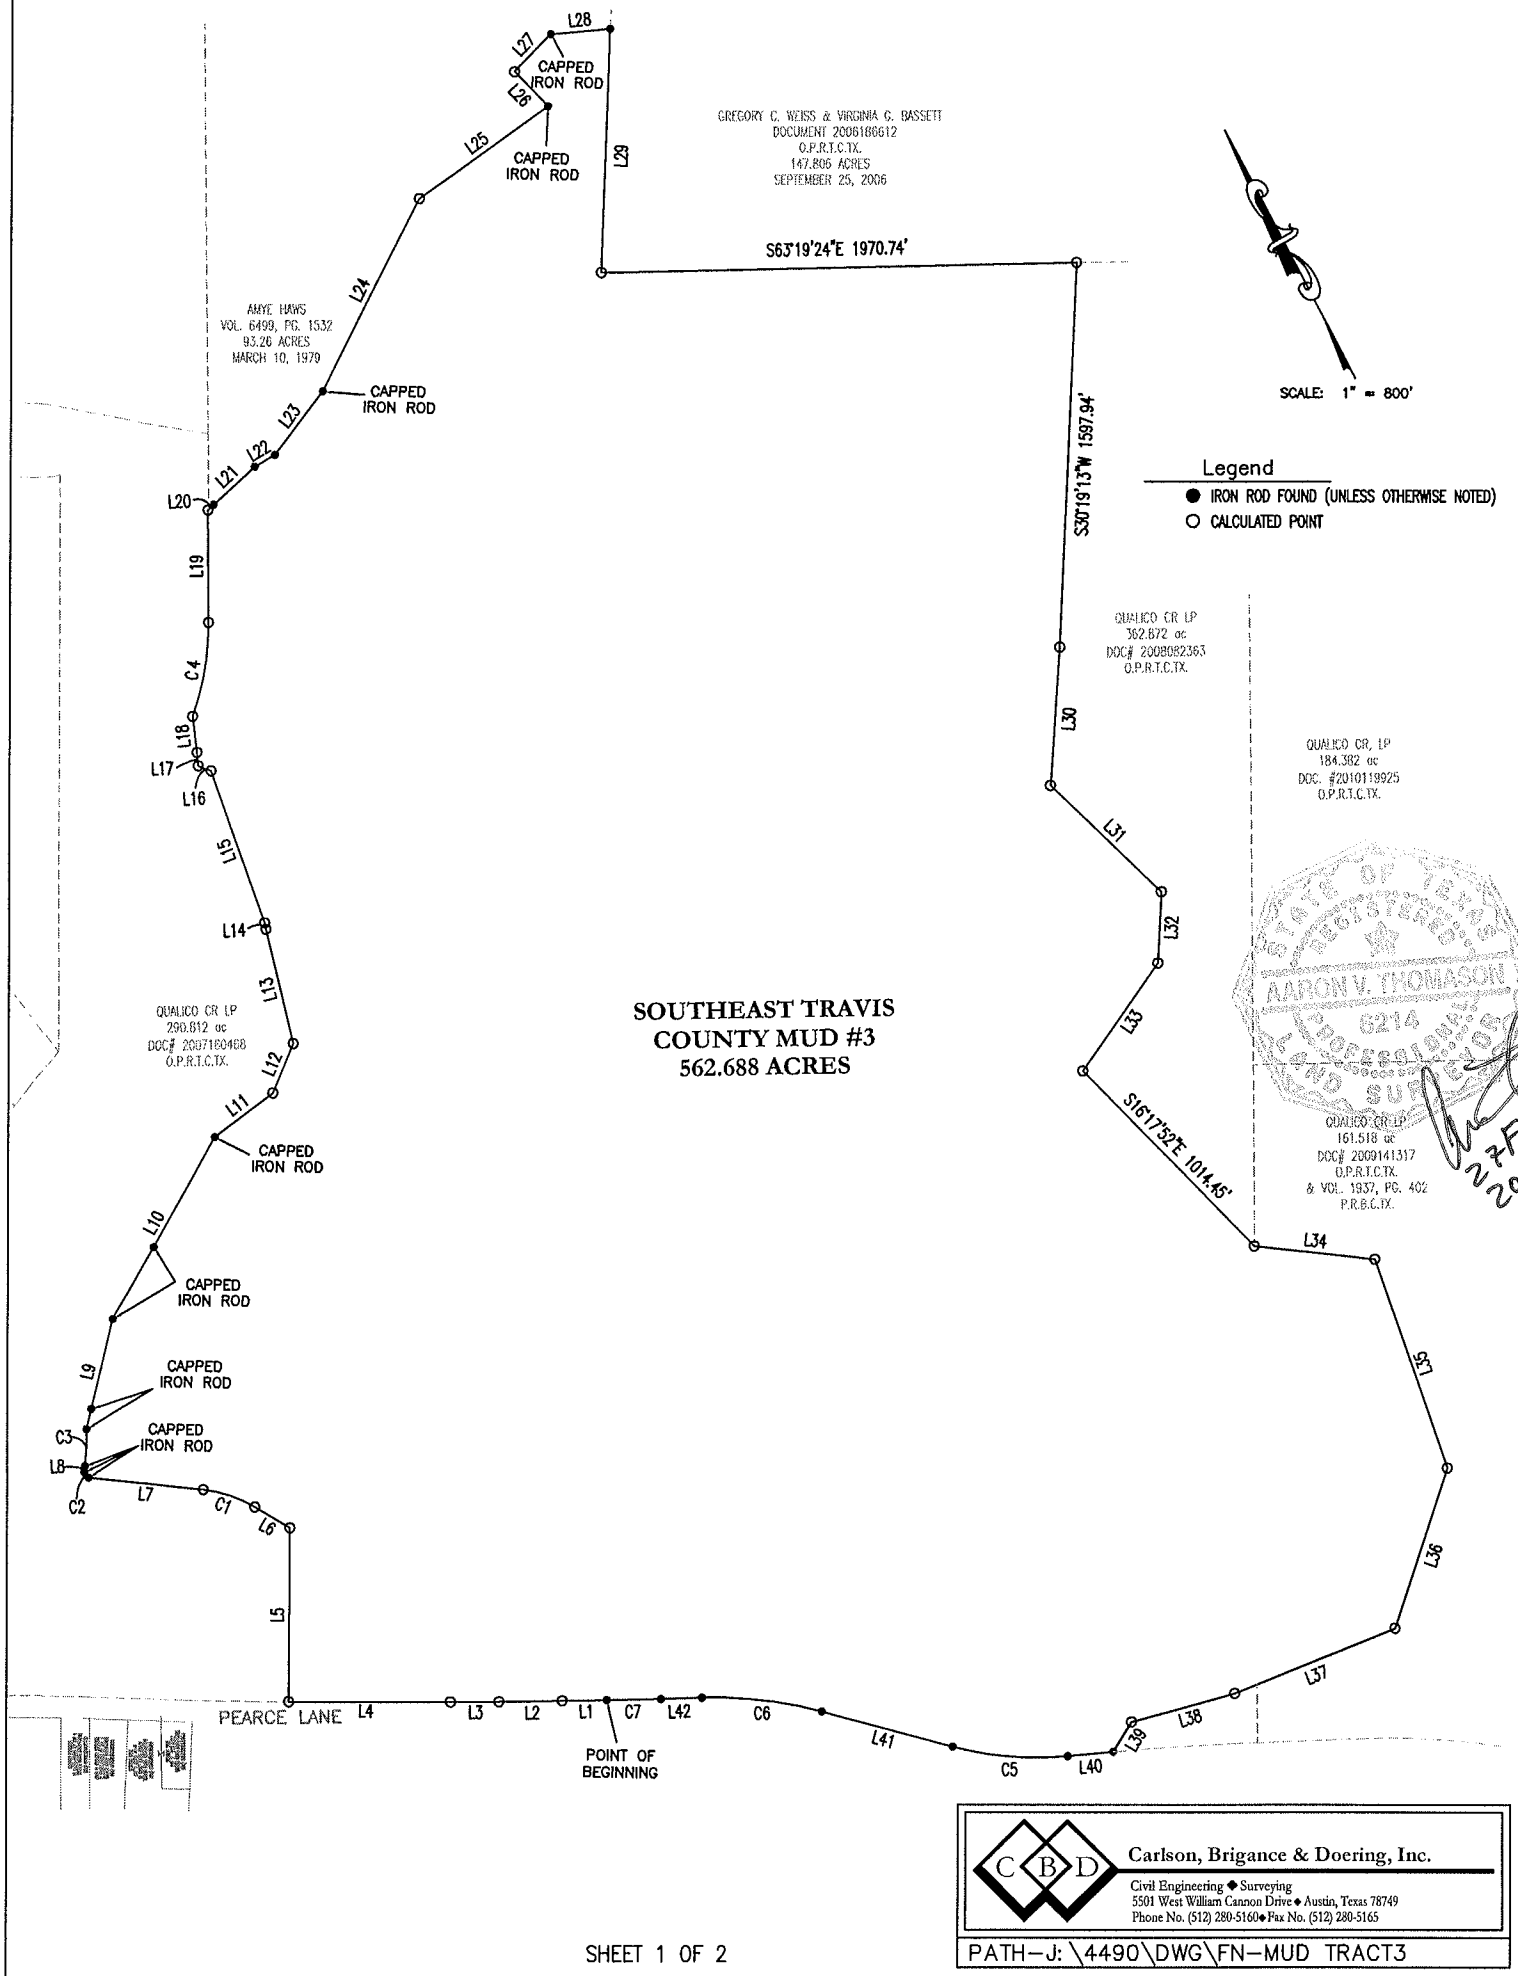 L28
L27
CAPPED
IRON ROD
L26
L25
CAPPED
IRON ROD
L29
GREGORY C. WEISS & VIRGINIA G. BASSETT
DOCUMENT 2006186612
O.P.R.T.C.TX.
147.806 ACRES
SEPTEMBER 25, 2006
S63°19'24"E 1970.74'
SCALE: 1" = 800'
L24
AMYE HAWS
VOL. 6499, PG. 1532
93.26 ACRES
MARCH 10, 1979
CAPPED
IRON ROD
L23
L22
L21
L20
S30°19'13"W 1597.94'
Legend
IRON ROD FOUND (UNLESS OTHERWISE NOTED)
CALCULATED POINT
L19
C4
L18
L17
L16
QUALICO CR LP
362.872 ac
DOC# 2008082363
O.P.R.T.C.TX.
L30
QUALICO CR, LP
184.382 ac
DOC. #2010119925
O.P.R.T.C.TX.
L31
L15
L14
L32
L13
STATE OF TEXAS
REGISTERED
AARON V. THOMASON
6214
PROFESSIONAL
LAND SURVEYOR
SOUTHEAST TRAVIS
COUNTY MUD #3
562.688 ACRES
QUALICO CR LP
290.612 ac
DOC# 2007160468
O.P.R.T.C.TX.
L33
L12
L11
CAPPED
IRON ROD
S16°17'52"E 1014.45'
QUALICO CR LP
161.518 ac
DOC# 2009141317
O.P.R.T.C.TX.
& VOL. 1937, PG. 402
P.R.B.C.TX.
L10
L34
CAPPED
IRON ROD
L9
L35
CAPPED
IRON ROD
C3
CAPPED
IRON ROD
L8
C2
L7
C1
L6
L36
L5
L37
PEARCE LANE
L4
L3
L2
L1
C7
L42
C6
L38
L39
L41
C5
L40
POINT OF
BEGINNING
C B D
Carlson, Brigance & Doering, Inc.
Civil Engineering ◆ Surveying
5501 West William Cannon Drive ◆ Austin, Texas 78749
Phone No. (512) 280-5160 ◆ Fax No. (512) 280-5165
PATH-J: \4490\DWG\FN-MUD TRACT3
SHEET 1 OF 2